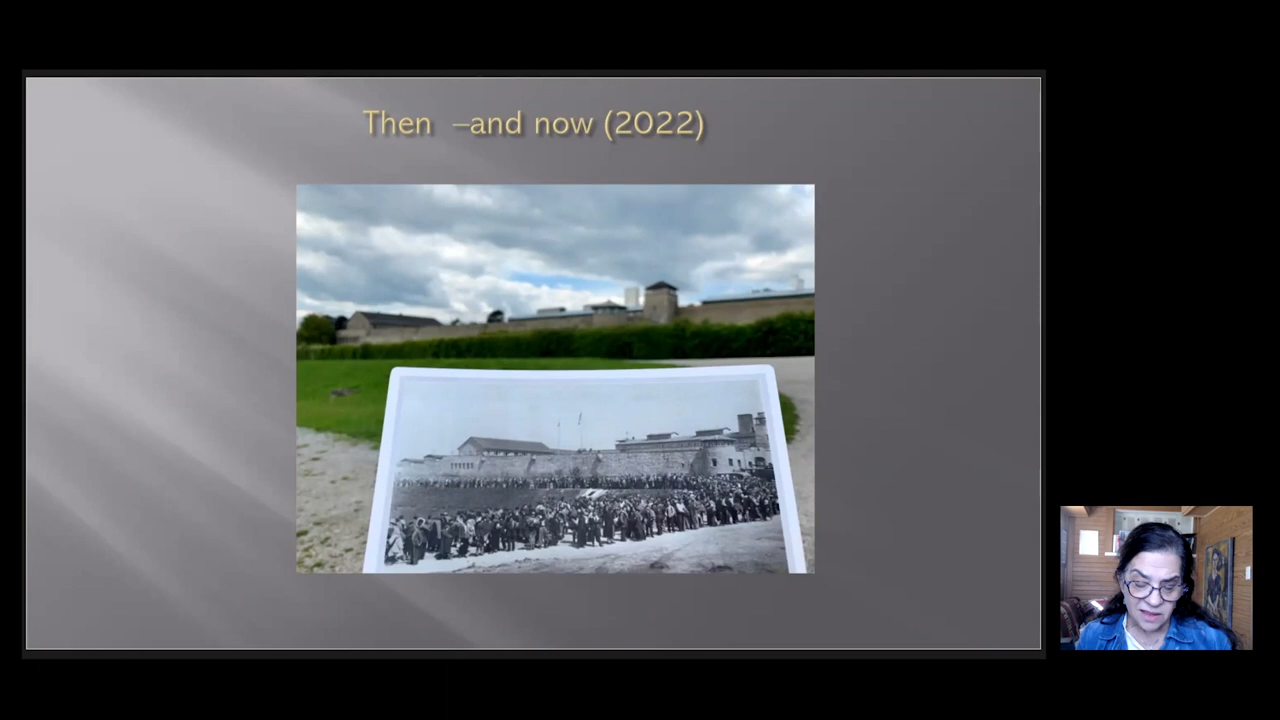 Then –and now (2022)